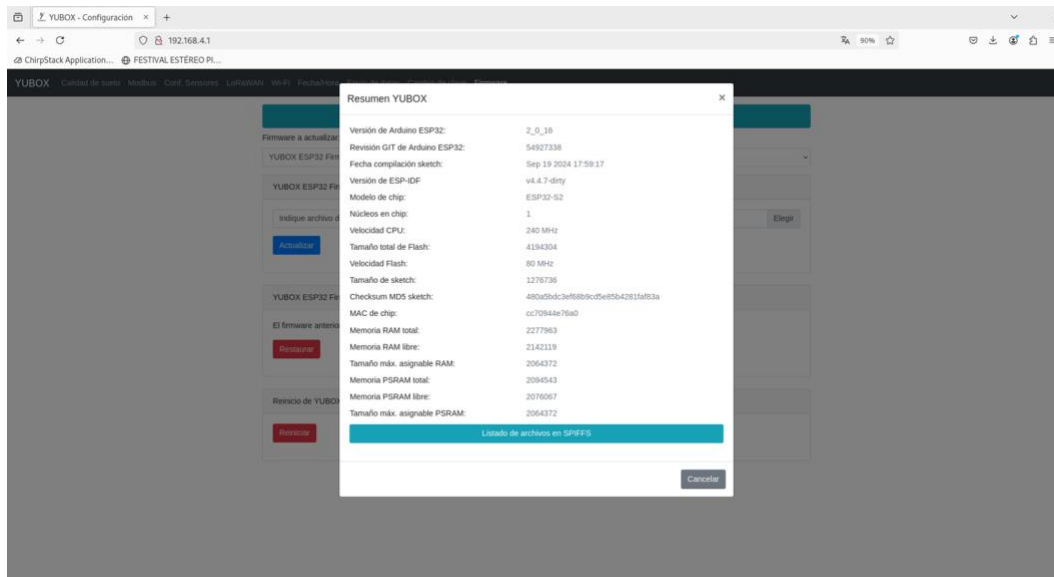 YUBOX - Configuración
192.168.4.1
90%
ChirpStack Application...
FESTIVAL ESTÉREO PI...
YUBOX Calidad de suelo Modbus Conf. Sensores LoRaWAN Wi-Fi Fecha/Hora Firmware
Resumen YUBOX
Firmware a actualizar
YUBOX ESP32
YUBOX ESP32
Indique archivo d
Elegir
Actualizar
YUBOX ESP32
El firmware anterio
Restaurar
Reinicio de YUBO
Reiniciar
Versión de Arduino ESP32: 2_0_16
Revisión GIT de Arduino ESP32: 54927338
Fecha compilación sketch: Sep 19 2024 17:59:17
Versión de ESP-IDF v4.4.7-dirty
Modelo de chip: ESP32-S2
Núcleos en chip: 1
Velocidad CPU: 240 MHz
Tamaño total de Flash: 4194304
Velocidad Flash: 80 MHz
Tamaño de sketch: 1276736
Checksum MD5 sketch: 480a5bdc3ef68b9cd5e85b4281faf83a
MAC de chip: cc70944e76a0
Memoria RAM total: 2277963
Memoria RAM libre: 2142119
Tamaño máx. asignable RAM: 2064372
Memoria PSRAM total: 2094543
Memoria PSRAM libre: 2076067
Tamaño máx. asignable PSRAM: 2064372
Listado de archivos en SPIFFS
Cancelar